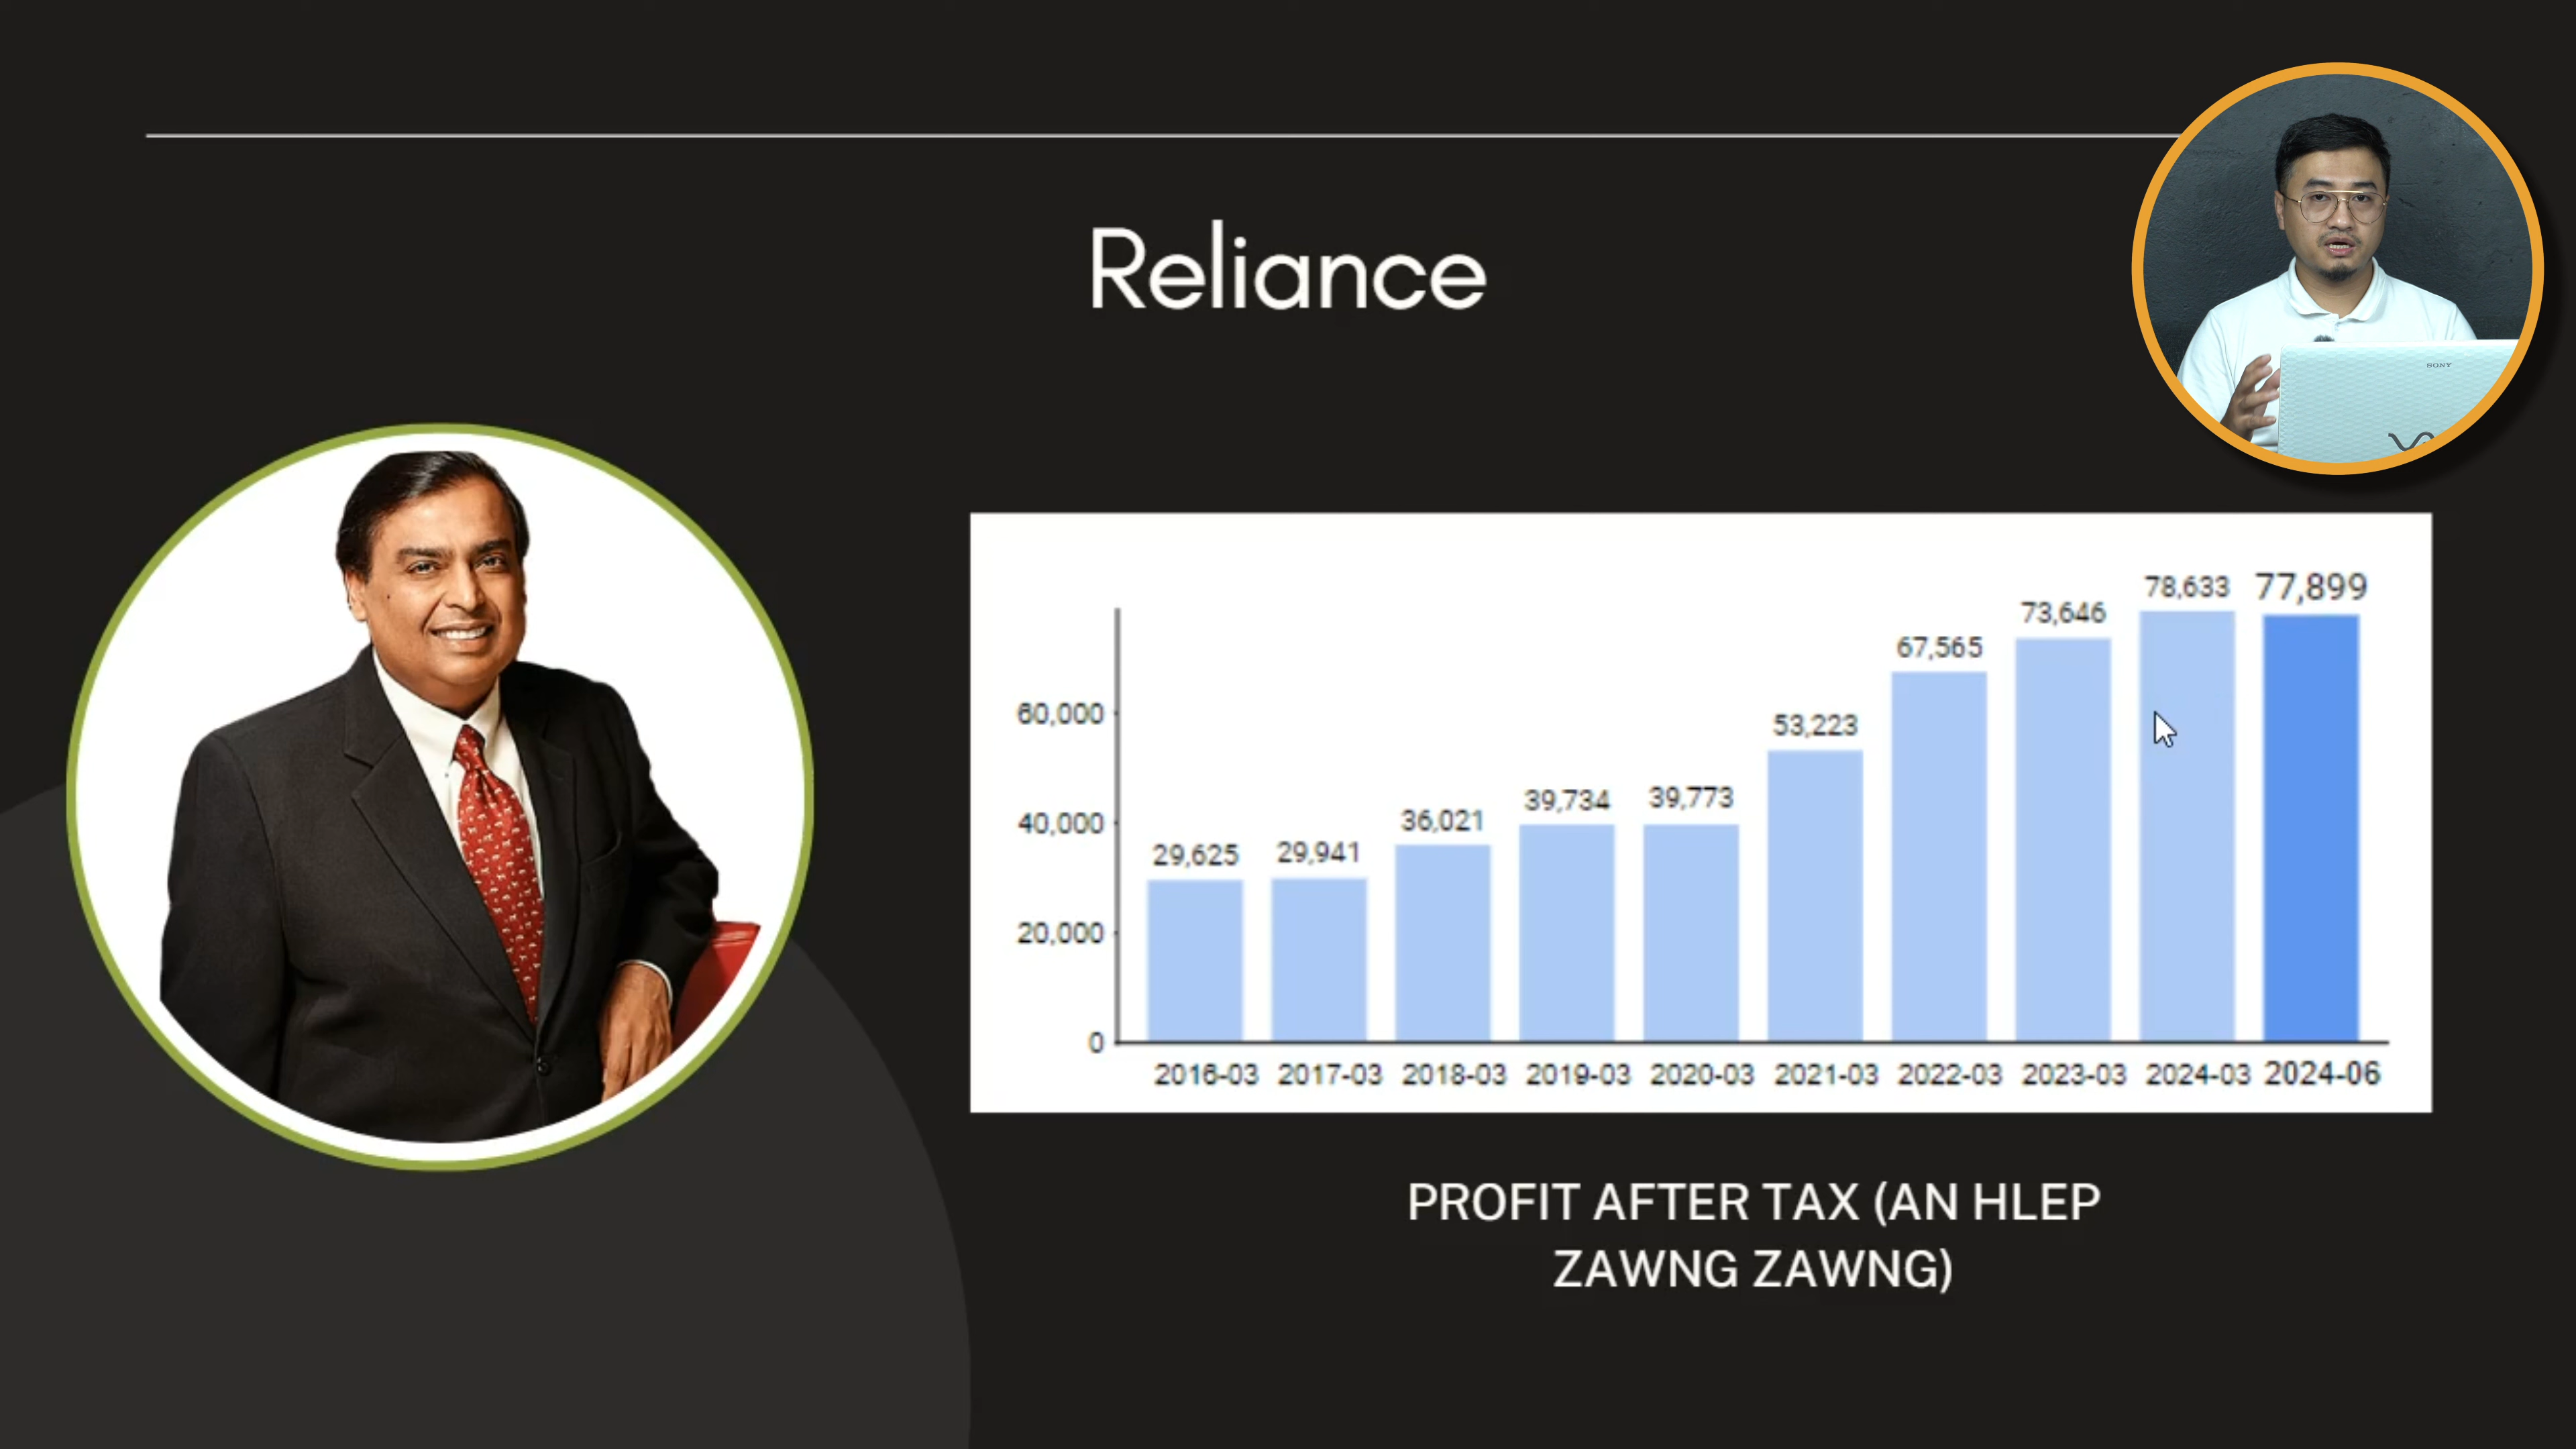 SONY
Reliance
78,633 77,899
73,646
67,565
60,000
53,223
39,734 39,773
40,000
36,021
29,625 29,941
20,000
0
2016-03 2017-03 2018-03 2019-03 2020-03 2021-03 2022-03 2023-03 2024-03 2024-06
PROFIT AFTER TAX (AN HLEP
ZAWNG ZAWNG)